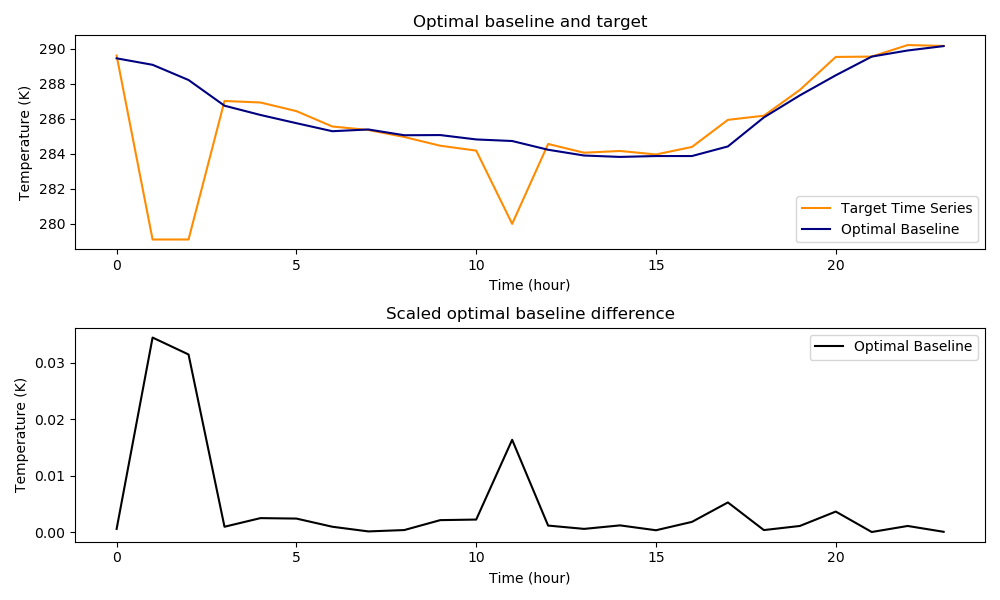 Optimal baseline and target
Temperature (K)
290
288
286
284
282
280
0
5
10
15
20
Time (hour)
Target Time Series
Optimal Baseline
Scaled optimal baseline difference
Temperature (K)
0.03
0.02
0.01
0.00
0
5
10
15
20
Time (hour)
Optimal Baseline